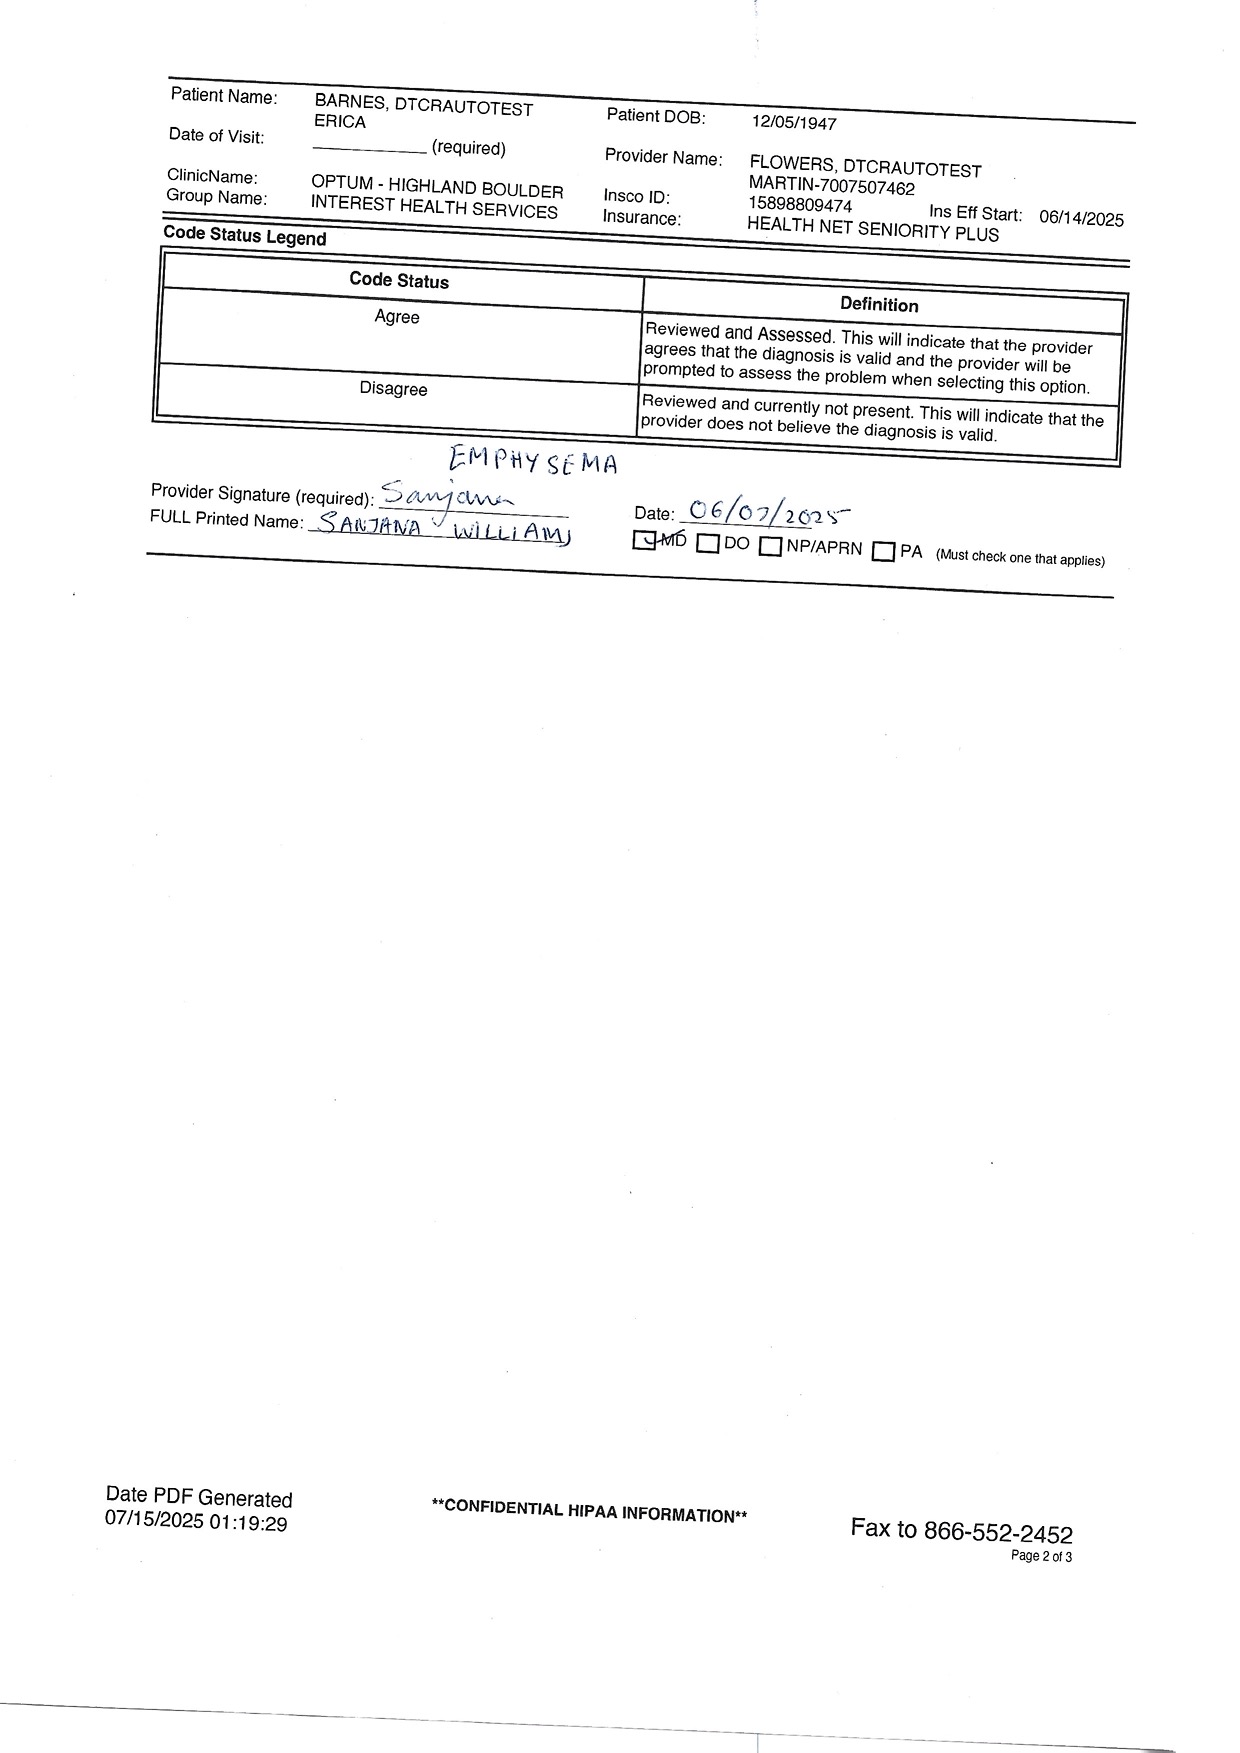 Patient Name: BARNES, DTCRAUTOTEST Patient DOB: 12/05/1947
ERICA
Date of Visit: __________ (required) Provider Name: FLOWERS, DTCRAUTOTEST
MARTIN-7007507462
ClinicName: OPTUM - HIGHLAND BOULDER Insco ID: 15898809474 Ins Eff Start: 06/14/2025
Group Name: INTEREST HEALTH SERVICES Insurance: HEALTH NET SENIORITY PLUS
Code Status Legend
Code Status Definition
Agree Reviewed and Assessed. This will indicate that the provider
agrees that the diagnosis is valid and the provider will be
prompted to assess the problem when selecting this option.
Disagree Reviewed and currently not present. This will indicate that the
provider does not believe the diagnosis is valid.
EMPHYSEMA
Provider Signature (required): Sanjana Date: 06/07/2025
FULL Printed Name: SANJANA WILLIAMS MD DO NP/APRN PA (Must check one that applies)
Date PDF Generated
07/15/2025 01:19:29
**CONFIDENTIAL HIPAA INFORMATION**
Fax to 866-552-2452
Page 2 of 3